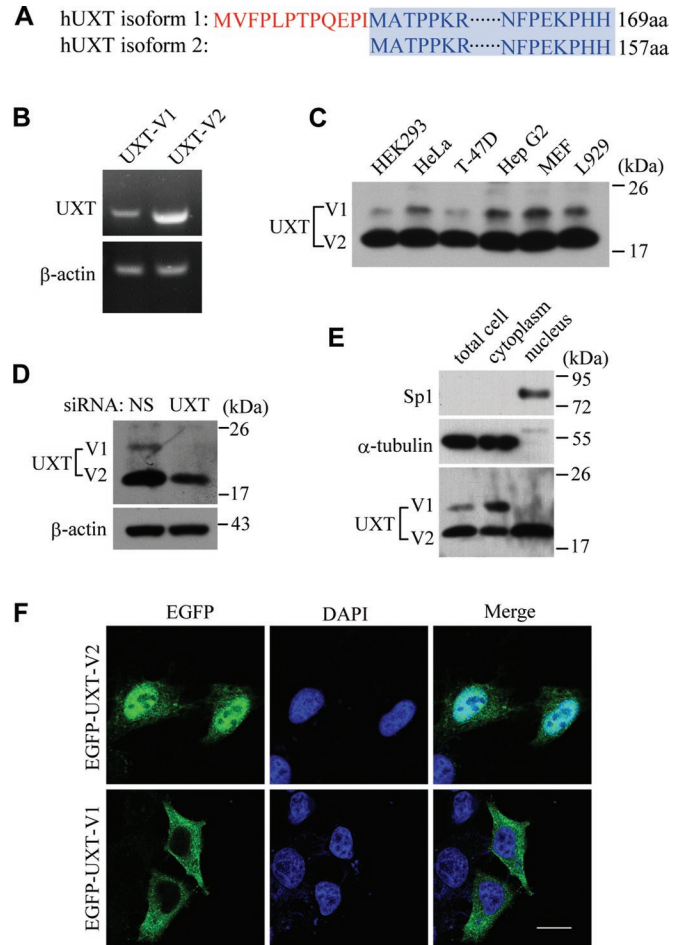 A
hUXT isoform 1: MVFPLPTPQEPIMATPPKR······NFPEKPHH 169aa
hUXT isoform 2: MATPPKR······NFPEKPHH 157aa
B
UXT-V1 UXT-V2
UXT
β-actin
C
HEK293 HeLa T-47D Hep G2 MEF L929 (kDa)
26
V1
UXT
V2
17
D
siRNA: NS UXT (kDa)
26
V1
UXT
V2
17
β-actin
43
E
total cell cytoplasm nucleus
(kDa)
95
Sp1
72
α-tubulin
55
26
V1
UXT
V2
17
F
EGFP DAPI Merge
EGFP-UXT-V2
EGFP-UXT-V1